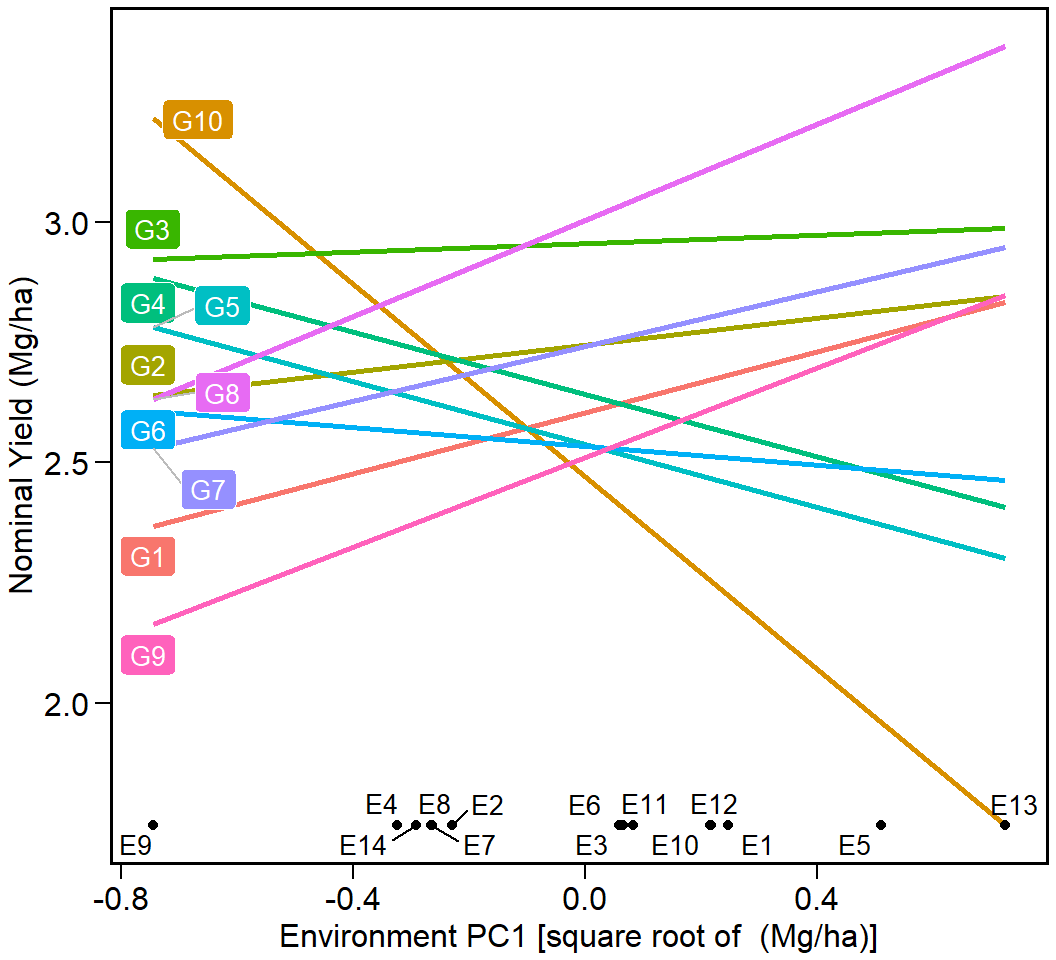 G10
G3
3.0
G4
G5
G2
G8
G6
2.5
G7
G1
G9
2.0
E4
E8
E2
E6
E11
E12
E13
E9
E14
E7
E3
E10
E1
E5
-0.8
-0.4
0.0
0.4
Nominal Yield (Mg/ha)
Environment PC1 [square root of  (Mg/ha)]